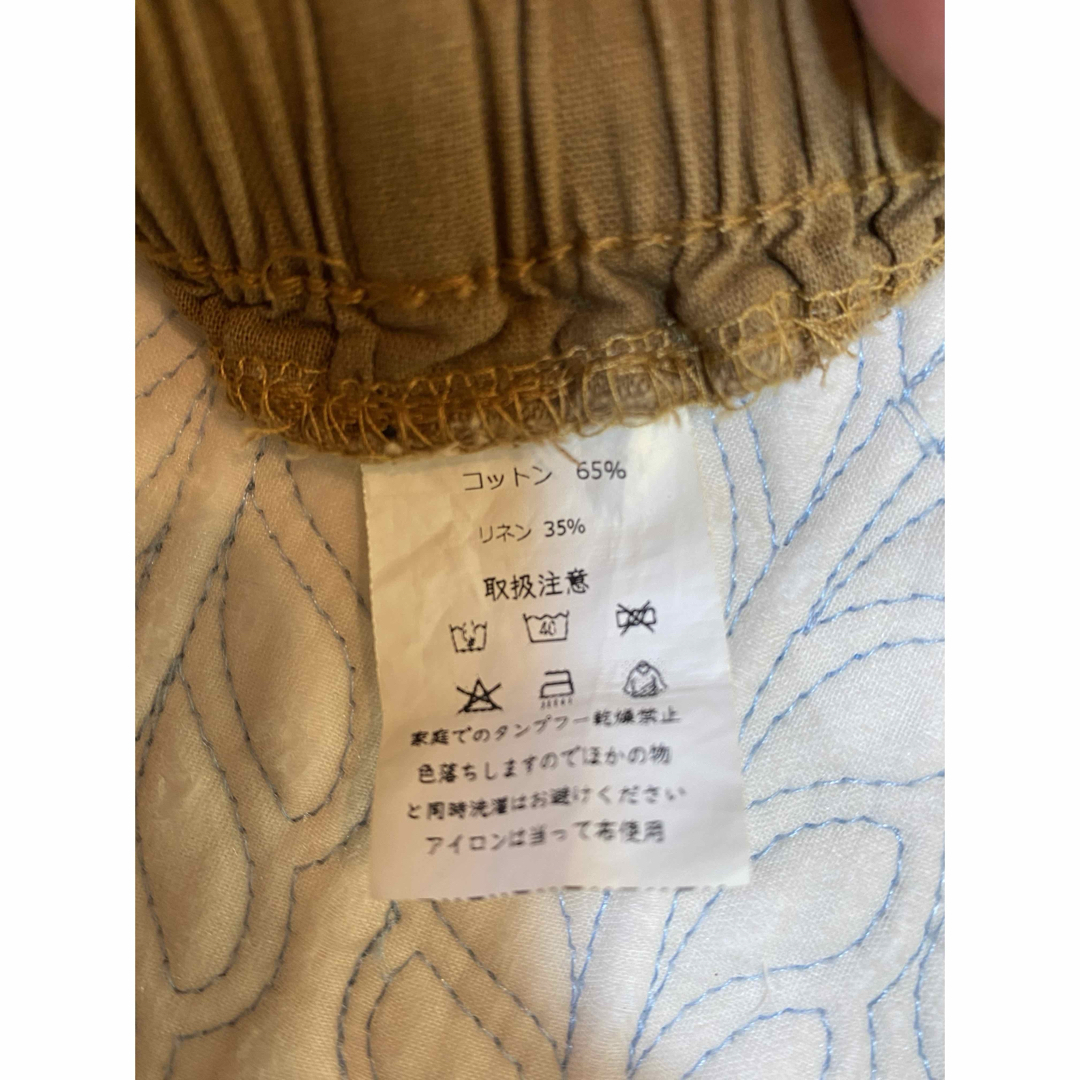 コットン 65%
リネン 35%
取扱注意
40
家庭でのタンプフー乾燥禁止
色落ちしますのでほかの物
と同時洗濯はお避けください
アイロンは当って布使用